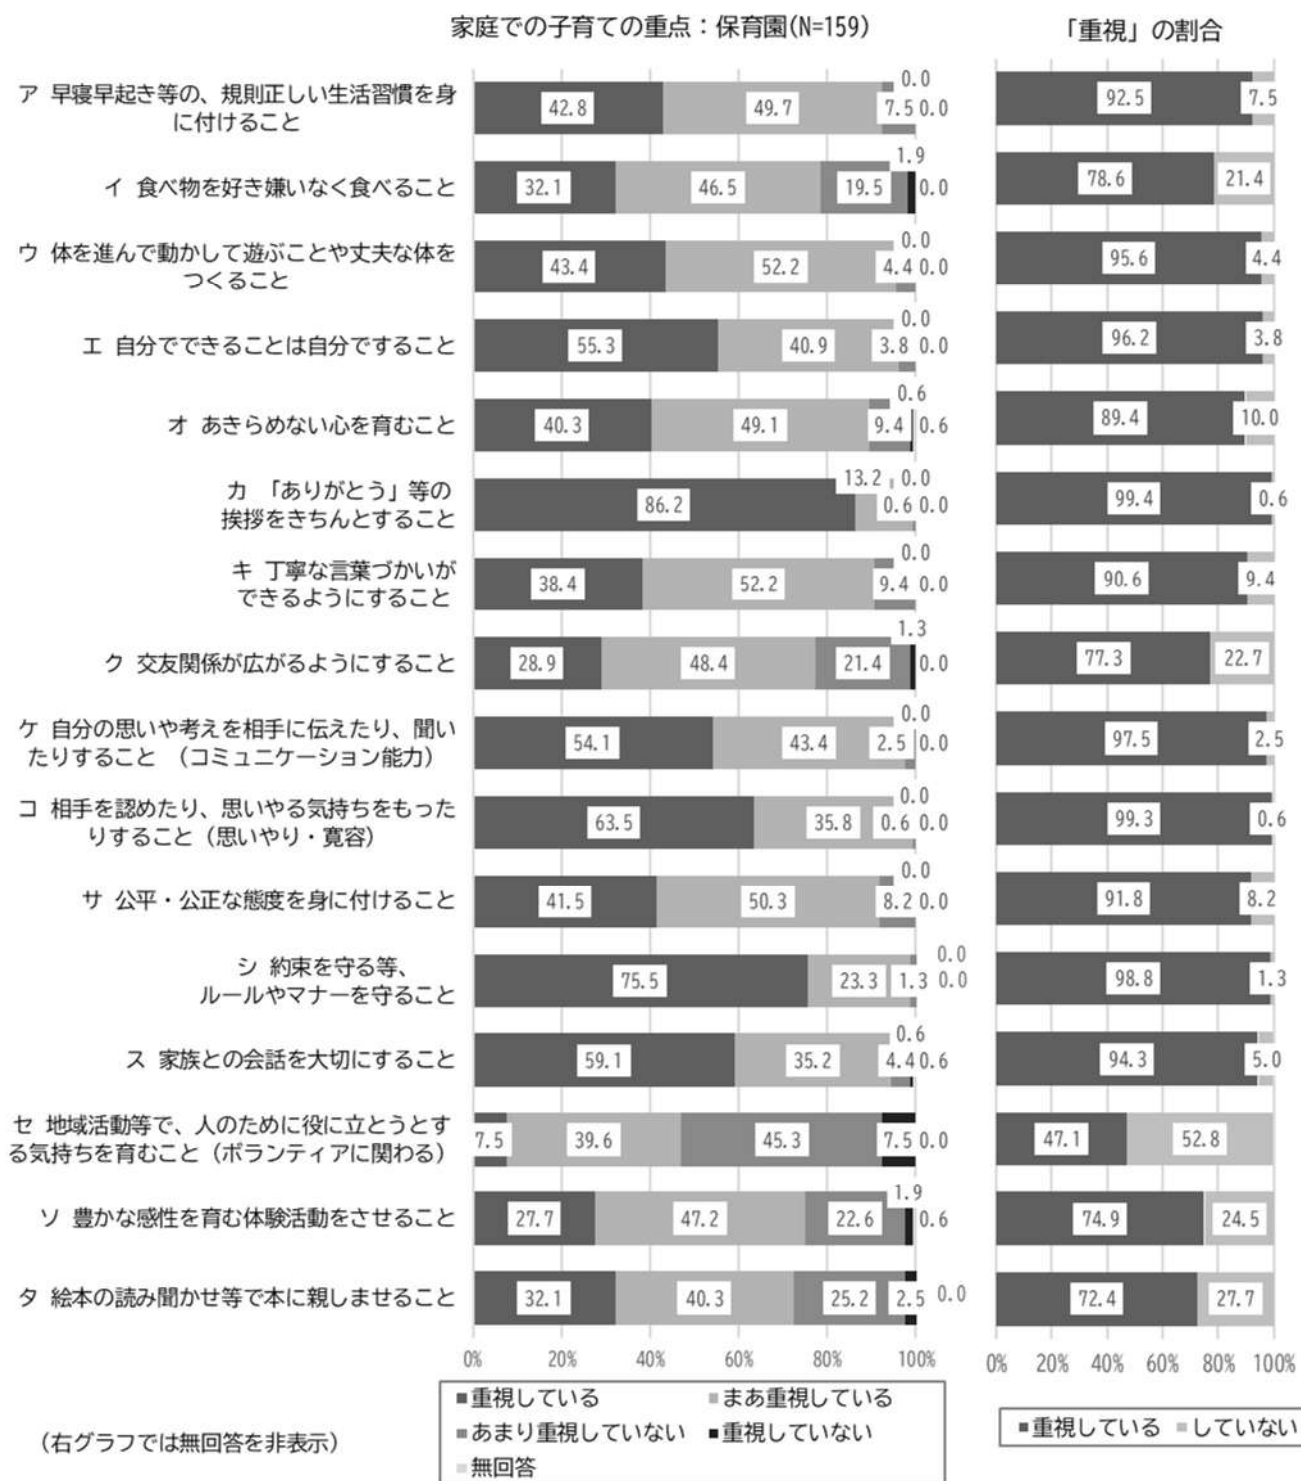 家庭での子育ての重点：保育園(N=159)
「重視」の割合
ア 早寝早起き等の、規則正しい生活習慣を身
に付けること
42.8 49.7 7.5 0.0 0.0
92.5 7.5
イ 食べ物を好き嫌いなく食べること
32.1 46.5 19.5 1.9 0.0
78.6 21.4
ウ 体を進んで動かして遊ぶことや丈夫な体を
つくること
43.4 52.2 4.4 0.0 0.0
95.6 4.4
エ 自分でできることは自分ですること
55.3 40.9 3.8 0.0 0.0
96.2 3.8
オ あきらめない心を育むこと
40.3 49.1 9.4 0.6 0.6
89.4 10.0
カ 「ありがとう」等の
挨拶をきちんとすること
86.2 13.2 0.6 0.0 0.0
99.4 0.6
キ 丁寧な言葉づかいが
できるようにすること
38.4 52.2 9.4 0.0 0.0
90.6 9.4
ク 交友関係が広がるようにすること
28.9 48.4 21.4 1.3 0.0
77.3 22.7
ケ 自分の思いや考えを相手に伝えたり、聞い
たりすること （コミュニケーション能力）
54.1 43.4 2.5 0.0 0.0
97.5 2.5
コ 相手を認めたり、思いやる気持ちをもった
りすること（思いやり・寛容）
63.5 35.8 0.6 0.0 0.0
99.3 0.6
サ 公平・公正な態度を身に付けること
41.5 50.3 8.2 0.0 0.0
91.8 8.2
シ 約束を守る等、
ルールやマナーを守ること
75.5 23.3 1.3 0.0 0.0
98.8 1.3
ス 家族との会話を大切にすること
59.1 35.2 4.4 0.6 0.6
94.3 5.0
セ 地域活動等で、人のために役に立とうとす
る気持ちを育むこと（ボランティアに関わる）
7.5 39.6 45.3 7.5 0.0
47.1 52.8
ソ 豊かな感性を育む体験活動をさせること
27.7 47.2 22.6 1.9 0.6
74.9 24.5
タ 絵本の読み聞かせ等で本に親しませること
32.1 40.3 25.2 2.5 0.0
72.4 27.7
0% 20% 40% 60% 80% 100%
0% 20% 40% 60% 80% 100%
■重視している ■まあ重視している
■あまり重視していない ■重視していない
■無回答
■重視している ■していない
（右グラフでは無回答を非表示）